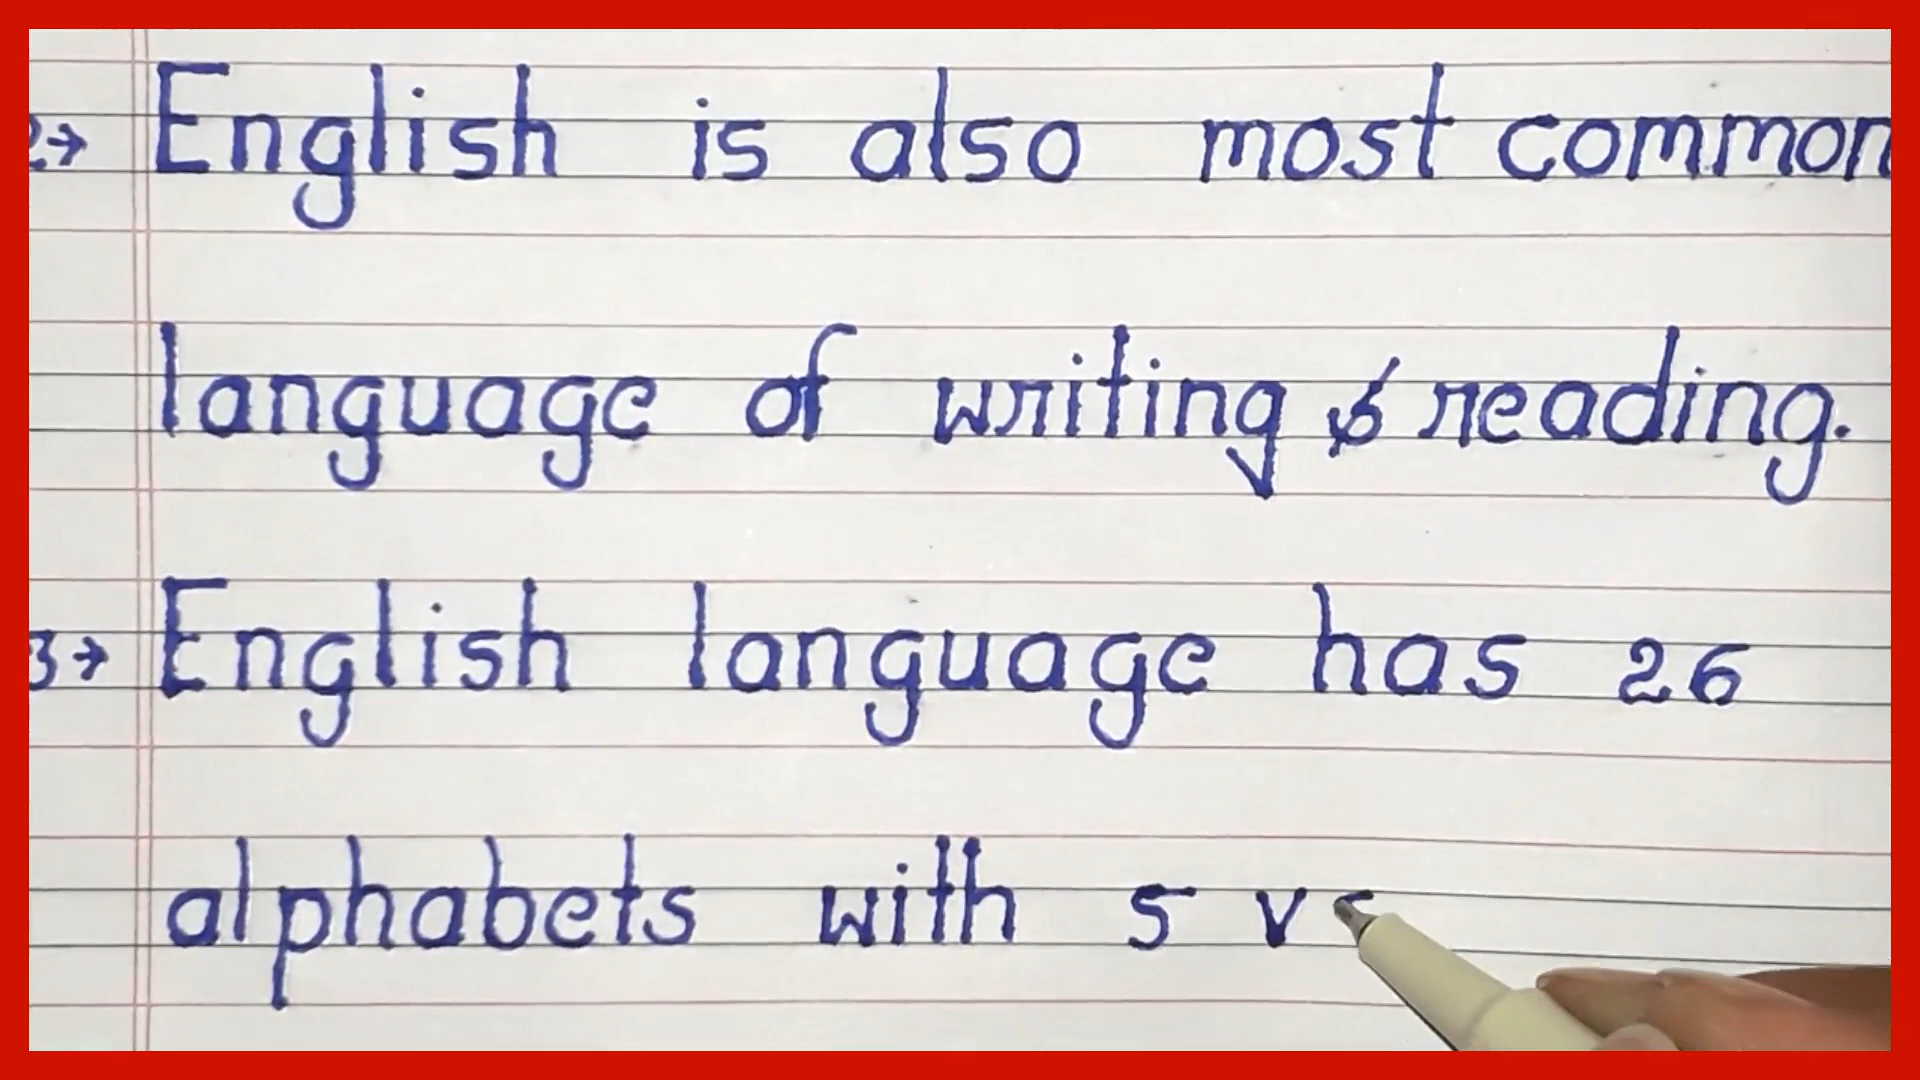 2→ English is also most common
language of writing & reading.
3→ English language has 26
alphabets with 5